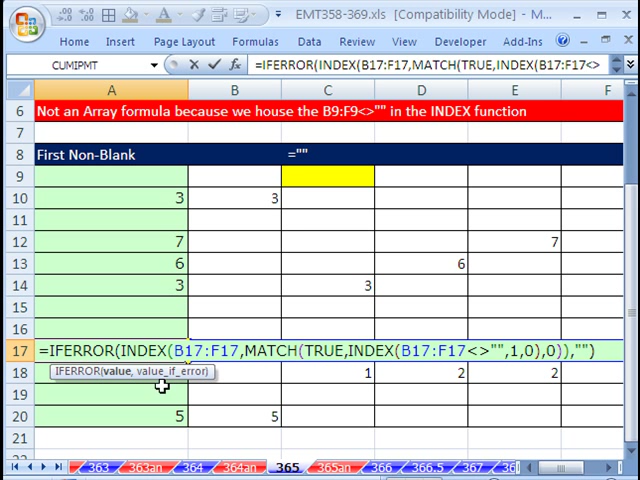 EMT358-369.xls [Compatibility Mode] - M...
Home Insert Page Layout Formulas Data Review View Developer Add-Ins
CUMIPMT =IFERROR(INDEX(B17:F17,MATCH(TRUE,INDEX(B17:F17<>
A B C D E F
6 Not an Array formula because we house the B9:F9<>"" in the INDEX function
7
8 First Non-Blank =""
9
10 3 3
11
12 7 7
13 6 6
14 3 3
15
16
17 =IFERROR(INDEX(B17:F17,MATCH(TRUE,INDEX(B17:F17<>"",1,0),0)),"")
18 1 2 2
IFERROR(value, value_if_error)
19
20 5 5
21
363 363an 364 364an 365 365an 366 366.5 367 367